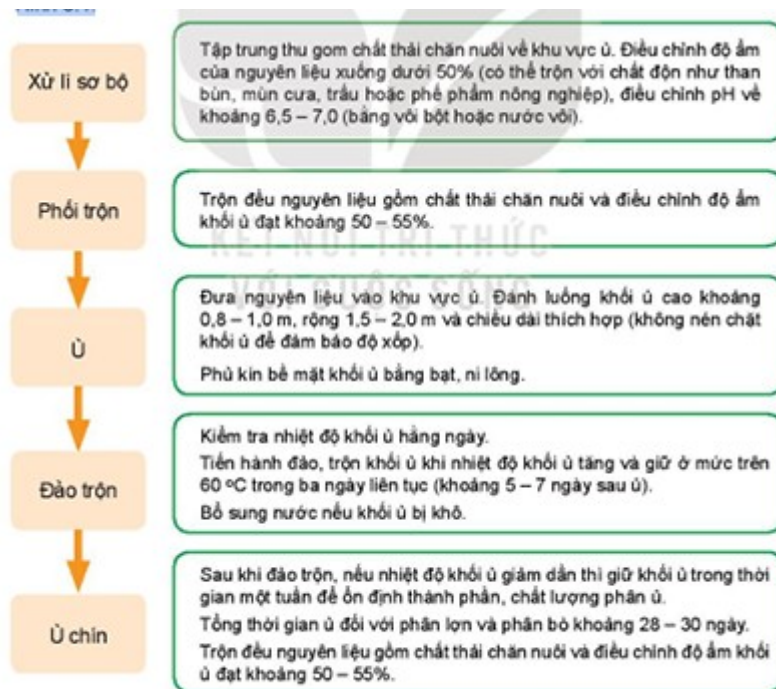 Xử lí sơ bộ
Tập trung thu gom chất thải chăn nuôi về khu vực ủ. Điều chỉnh độ ẩm
của nguyên liệu xuống dưới 50% (có thể trộn với chất độn như than
bùn, mùn cưa, trấu hoặc phế phẩm nông nghiệp), điều chỉnh pH về
khoảng 6,5 – 7,0 (bằng vôi bột hoặc nước vôi).
Phối trộn
Trộn đều nguyên liệu gồm chất thải chăn nuôi và điều chỉnh độ ẩm
khối ủ đạt khoảng 50 – 55%.
KẾT NỐI TRI THỨC
VỚI CUỘC SỐNG
Ủ
Đưa nguyên liệu vào khu vực ủ. Đánh luống khối ủ cao khoảng
0,8 – 1,0 m, rộng 1,5 – 2,0 m và chiều dài thích hợp (không nén chặt
khối ủ để đảm bảo độ xốp).
Phủ kín bề mặt khối ủ bằng bạt, ni lông.
Đảo trộn
Kiểm tra nhiệt độ khối ủ hằng ngày.
Tiến hành đảo, trộn khối ủ khi nhiệt độ khối ủ tăng và giữ ở mức trên
60 ºC trong ba ngày liên tục (khoảng 5 – 7 ngày sau ủ).
Bổ sung nước nếu khối ủ bị khô.
Ủ chín
Sau khi đảo trộn, nếu nhiệt độ khối ủ giảm dần thì giữ khối ủ trong thời
gian một tuần để ổn định thành phần, chất lượng phân ủ.
Tổng thời gian ủ đối với phân lợn và phân bò khoảng 28 – 30 ngày.
Trộn đều nguyên liệu gồm chất thải chăn nuôi và điều chỉnh độ ẩm khối
ủ đạt khoảng 50 – 55%.